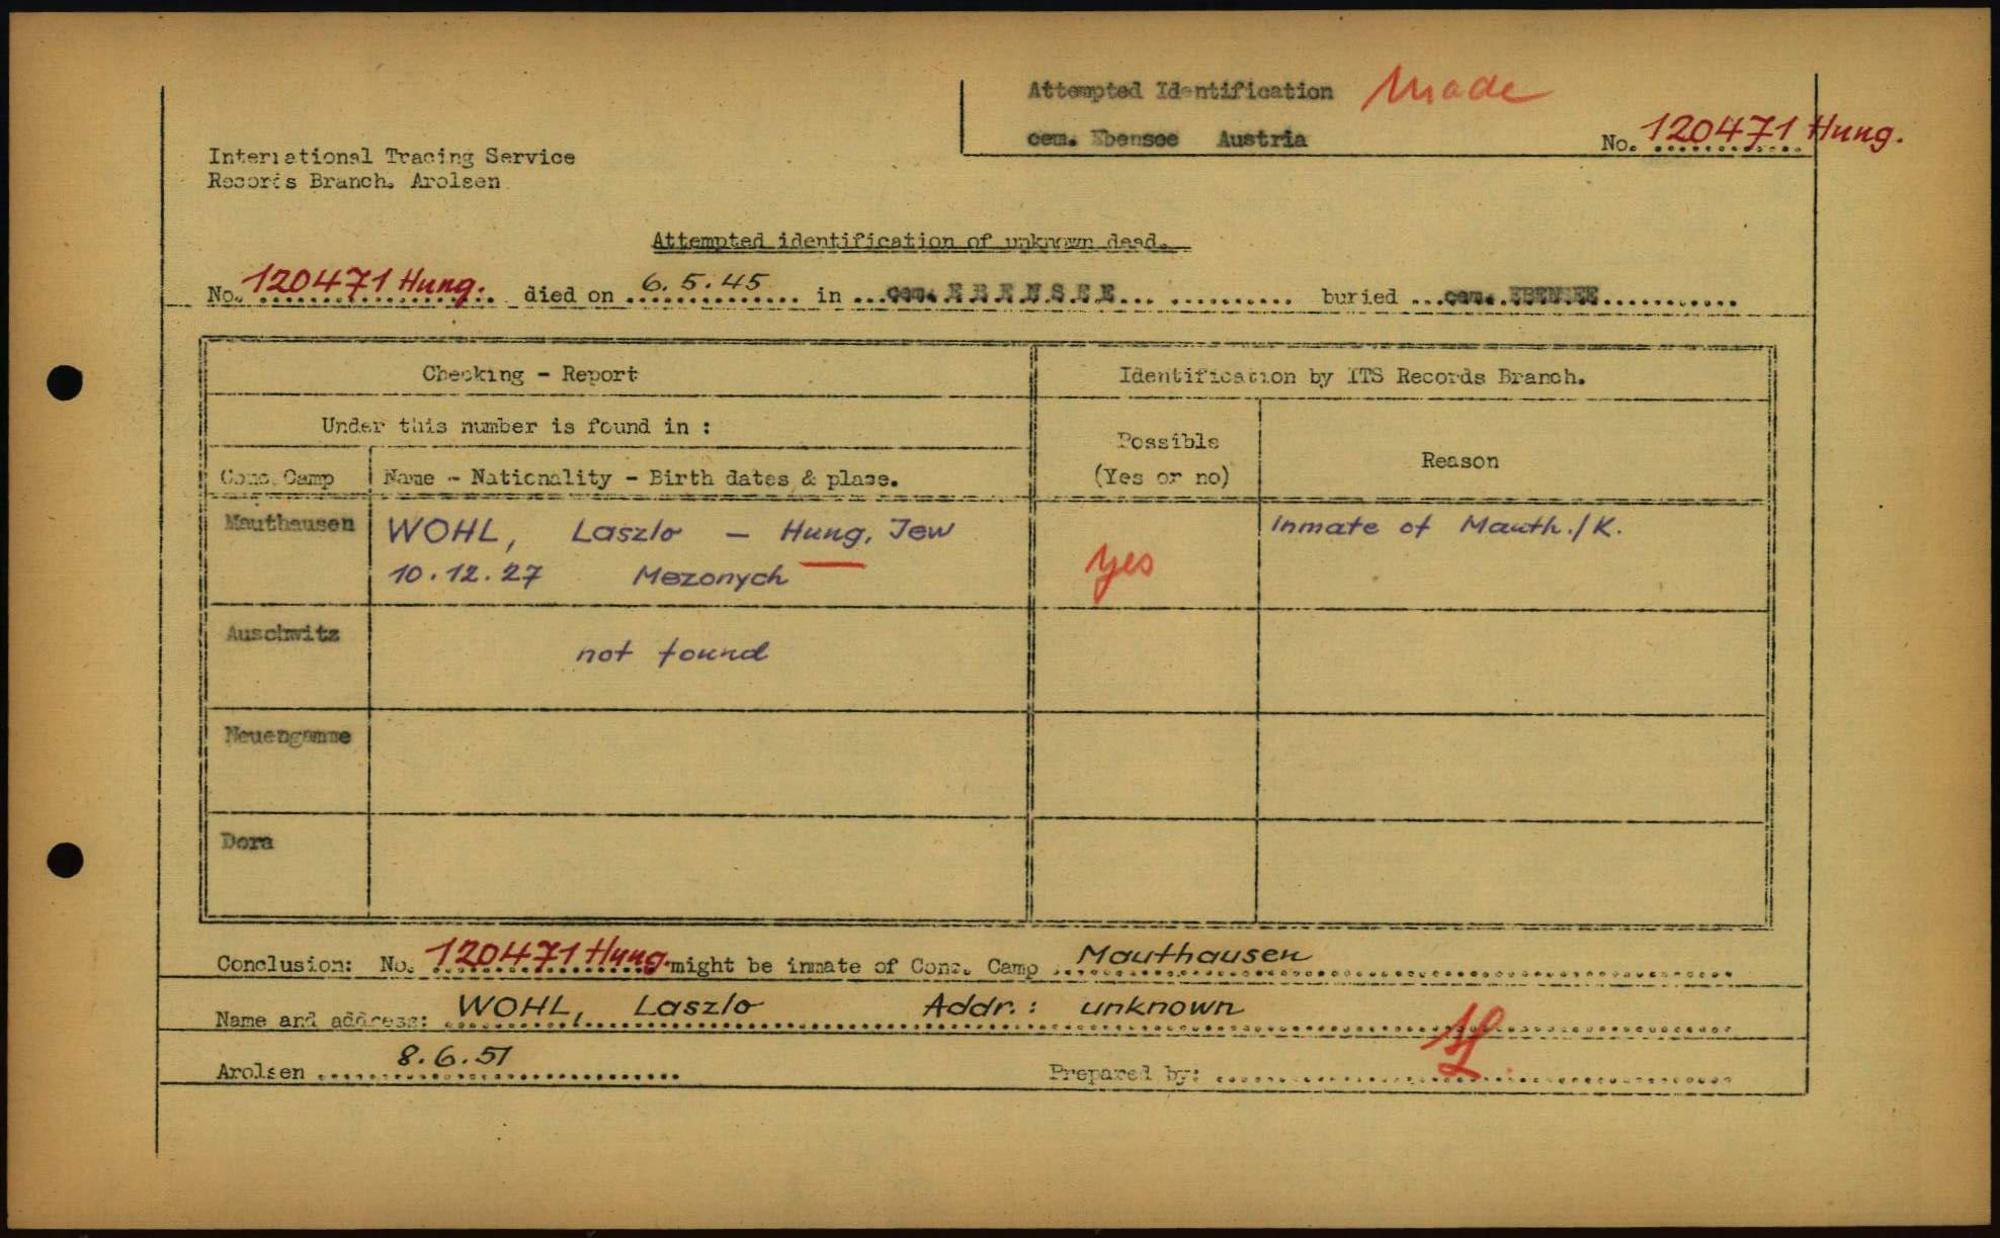 Attempted Identification Made
cem. Ebensee Austria
No. 120471 Hung.
International Tracing Service
Records Branch. Arolsen
Attempted identification of unknown dead.
No. 120471 Hung. died on 6.5.45 in cem. EBENSEE buried cem. EBENSEE
Checking - Report
Identification by ITS Records Branch.
Under this number is found in :
Possible
(Yes or no)
Reason
Conc. Camp
Name - Nationality - Birth dates & place.
Mauthausen
WOHL, Laszlo - Hung. Jew
10.12.27 Mezonych
yes
Inmate of Mauth./K.
Auschwitz
not found
Neuengamme
Dora
Conclusion: No. 120471 Hung. might be inmate of Conc. Camp Mauthausen
Name and address: WOHL, Laszlo Addr.: unknown
Arolsen 8.6.51
Prepared by: